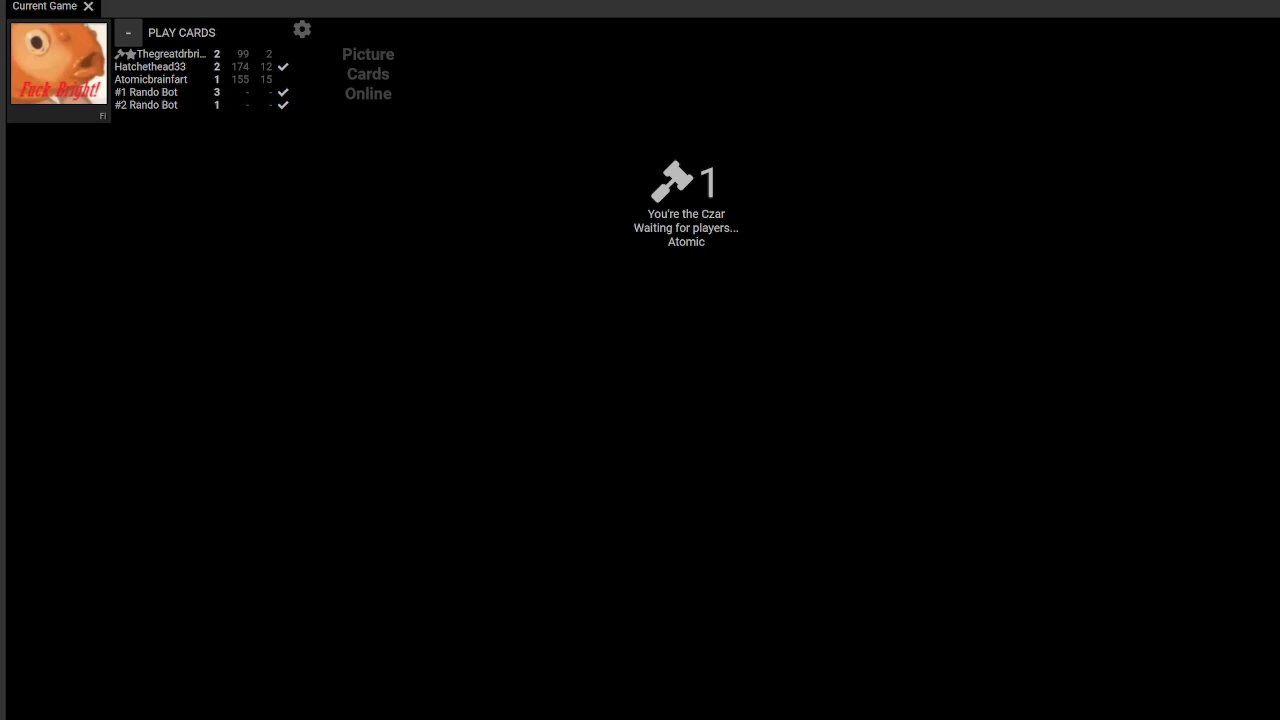 Current Game
- PLAY CARDS
Thegreatdrbri... 2 99 2
Hatchethead33 2 174 12
Atomicbrainfart 1 155 15
#1 Rando Bot 3 - -
#2 Rando Bot 1 - -
Fuck Bright!
Fi
Picture
Cards
Online
1
You're the Czar
Waiting for players...
Atomic